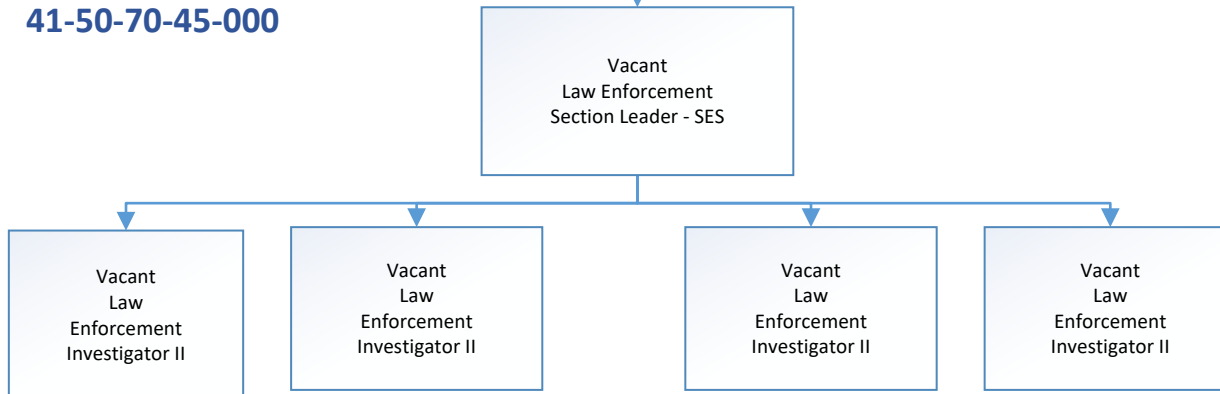 41-50-70-45-000
Vacant
Law Enforcement
Section Leader - SES
Vacant
Law
Enforcement
Investigator II
Vacant
Law
Enforcement
Investigator II
Vacant
Law
Enforcement
Investigator II
Vacant
Law
Enforcement
Investigator II